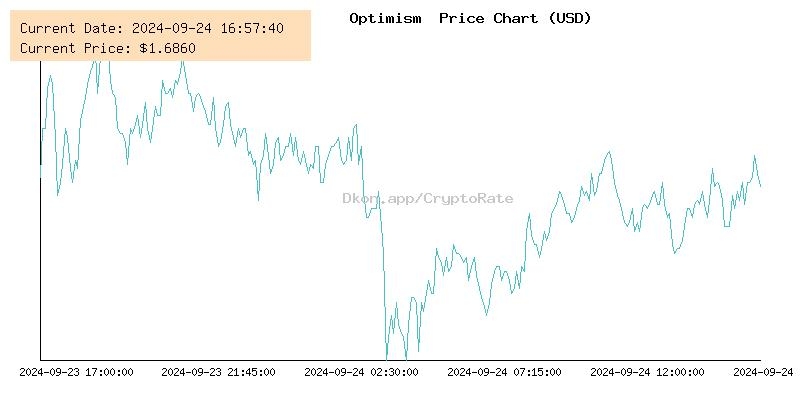 Optimism  Price Chart (USD)
Current Date: 2024-09-24 16:57:40
Current Price: $1.6860
Dkon.app/CryptoRate
2024-09-23 17:00:00 2024-09-23 21:45:00 2024-09-24 02:30:00 2024-09-24 07:15:00 2024-09-24 12:00:00 2024-09-24